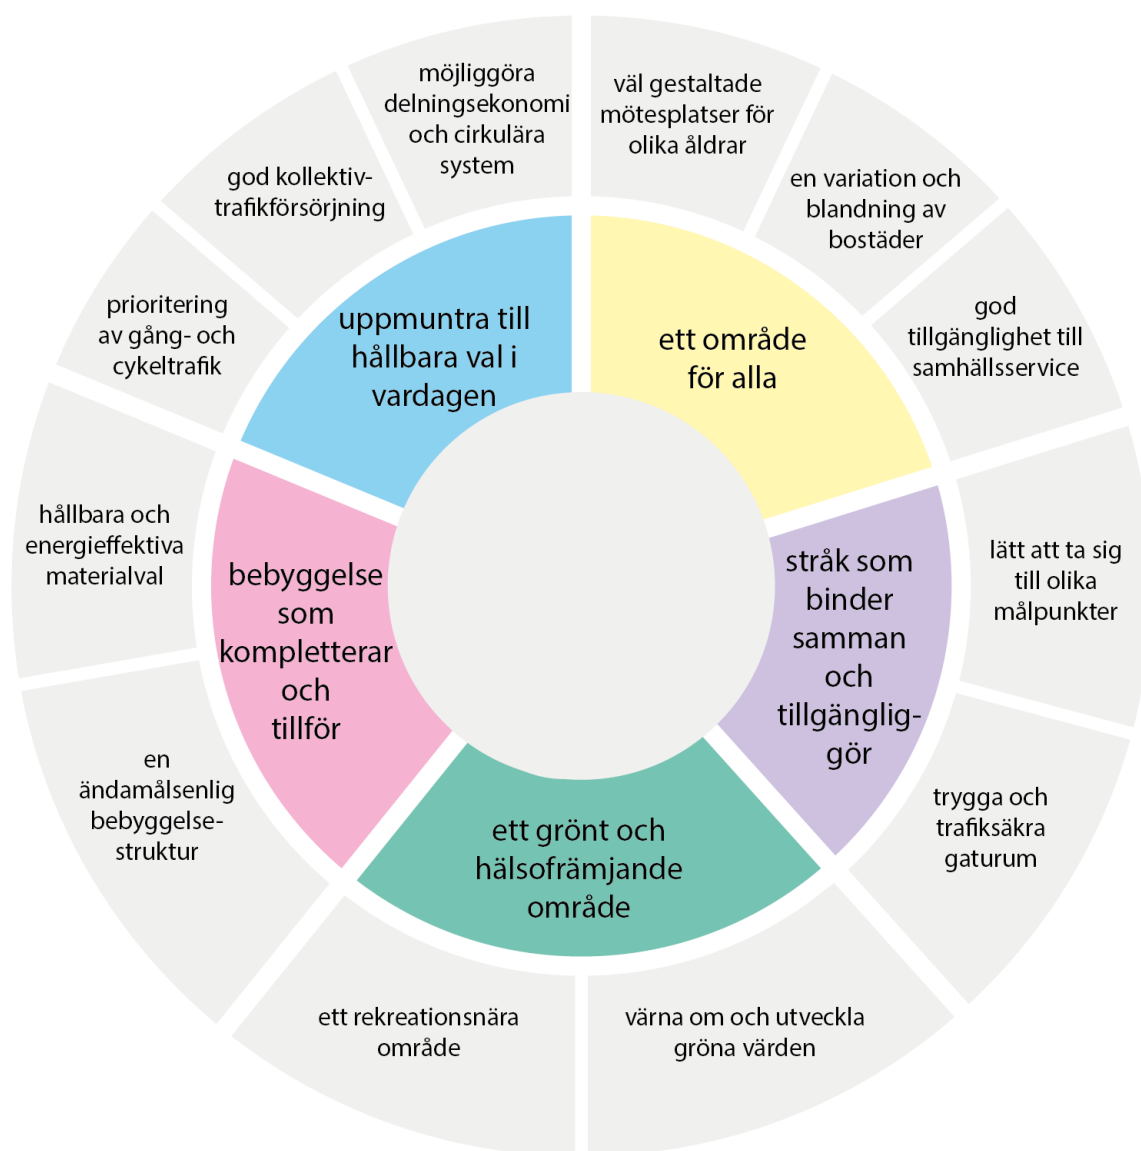 möjliggöra
delningsekonomi
och cirkulära
system
väl gestaltade
mötesplatser för
olika åldrar
en variation och
blandning av
bostäder
god
tillgänglighet till
samhällsservice
lätt att ta sig
till olika
målpunkter
trygga och
trafiksäkra
gaturum
värna om och utveckla
gröna värden
ett rekreationsnära
område
en
ändamålsenlig
bebyggelse-
struktur
hållbara och
energieffektiva
materialval
prioritering
av gång- och
cykeltrafik
god kollektiv-
trafikförsörjning
uppmuntra till
hållbara val i
vardagen
ett område
för alla
stråk som
binder
samman
och
tillgänglig-
gör
ett grönt och
hälsofrämjande
område
bebyggelse
som
kompletterar
och
tillför